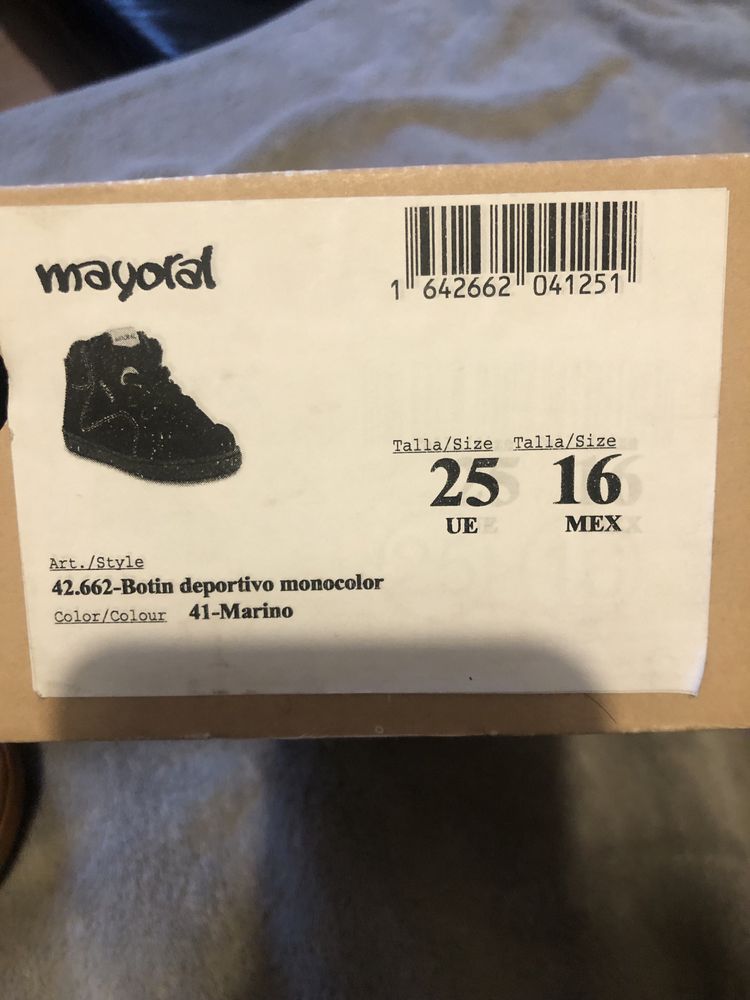 mayoral
1 642662 041251
Talla/Size Talla/Size
25 16
UE MEX
Art./Style
42.662-Botin deportivo monocolor
Color/Colour 41-Marino